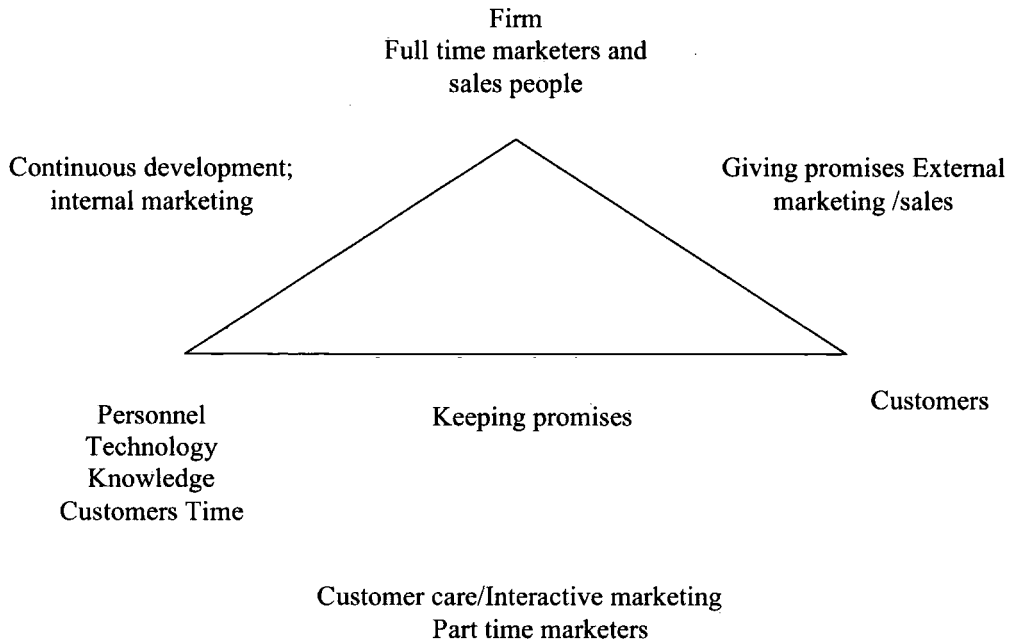 Firm
Full time marketers and
sales people
Continuous development;
internal marketing
Giving promises External
marketing /sales
Customers
Personnel
Technology
Knowledge
Customers Time
Keeping promises
Customer care/Interactive marketing
Part time marketers